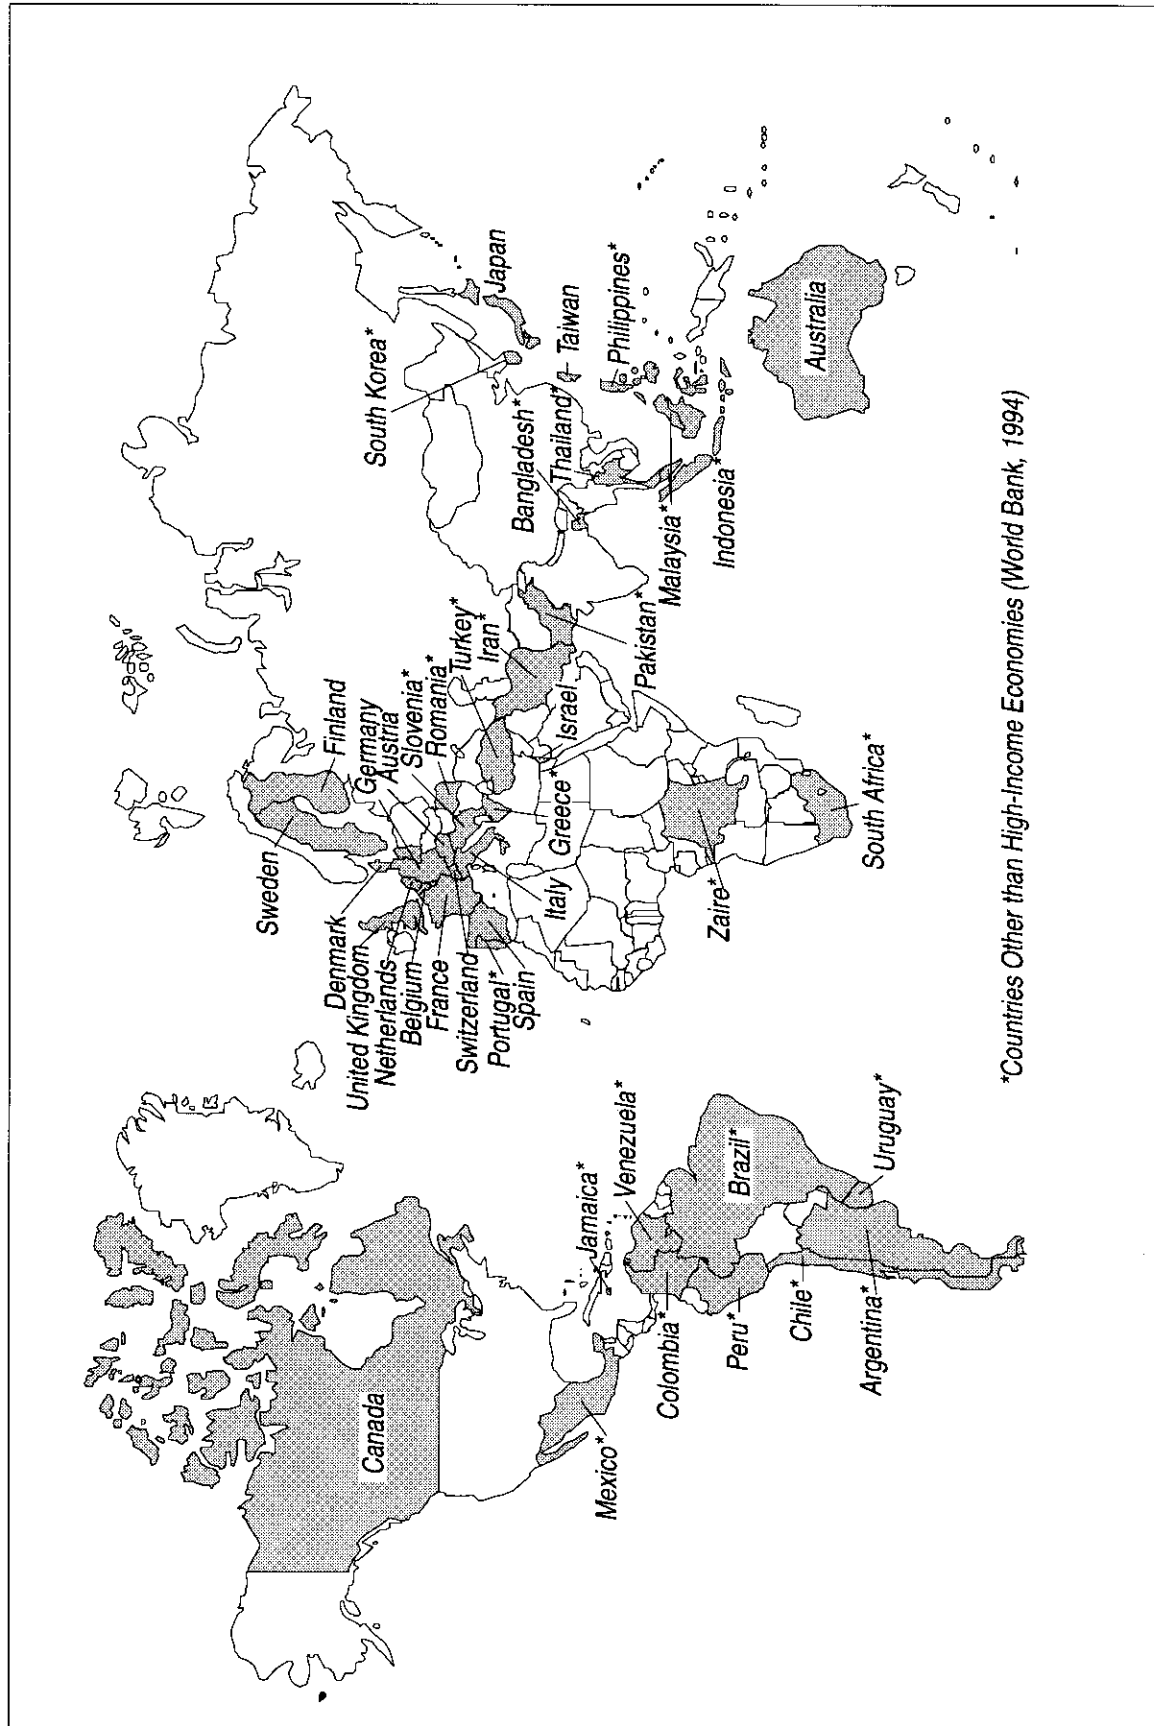 Canada
Mexico*
Jamaica*
Colombia*
Venezuela*
Peru*
Brazil*
Chile*
Argentina*
Uruguay*
Sweden
Finland
Denmark
United Kingdom
Netherlands
Belgium
France
Switzerland
Portugal*
Spain
Germany
Austria
Slovenia*
Romania*
Turkey*
Iran*
Italy
Greece*
Israel
Pakistan*
Zaire*
South Africa*
South Korea*
Japan
Taiwan
Bangladesh*
Thailand*
Philippines*
Malaysia*
Indonesia*
Australia
*Countries Other than High-Income Economies (World Bank, 1994)